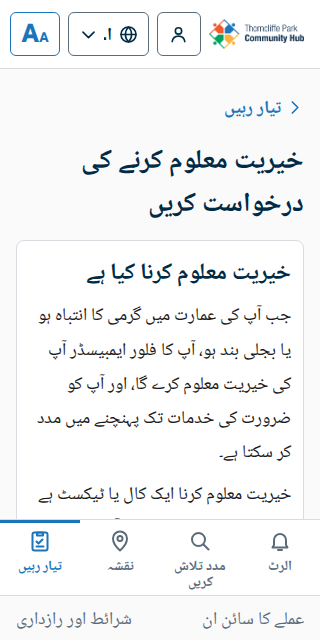 Thorncliffe Park
Community Hub
ا.
AA
تیار رہیں
خیریت معلوم کرنے کی
درخواست کریں
خیریت معلوم کرنا کیا ہے
جب آپ کی عمارت میں گرمی کا انتباہ ہو
یا بجلی بند ہو، آپ کا فلور ایمبیسڈر آپ
کی خیریت معلوم کرے گا، اور آپ کو
ضرورت کی خدمات تک پہنچنے میں مدد
کر سکتا ہے۔
خیریت معلوم کرنا ایک کال یا ٹیکسٹ ہے
الرٹ
مدد تلاش
کریں
نقشہ
تیار رہیں
عملے کا سائن ان
شرائط اور رازداری